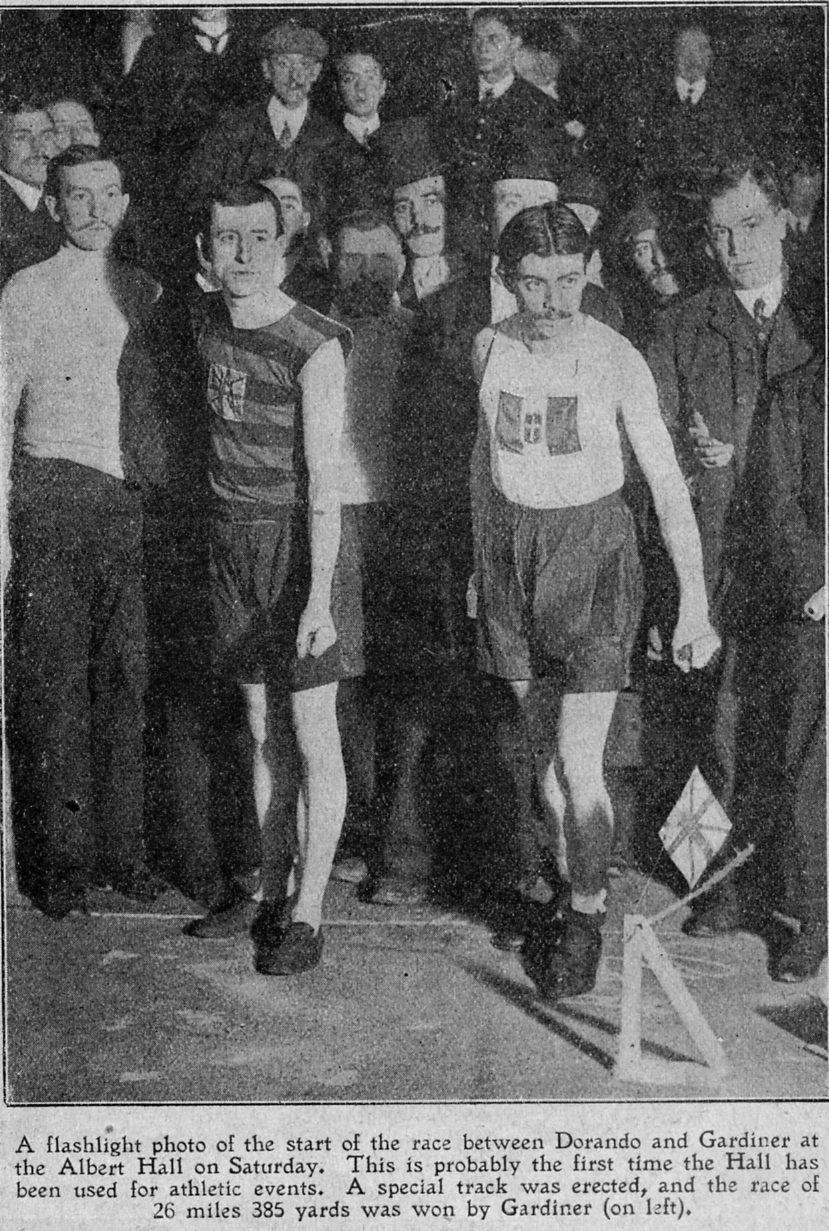 A flashlight photo of the start of the race between Dorando and Gardiner at
the Albert Hall on Saturday. This is probably the first time the Hall has
been used for athletic events. A special track was erected, and the race of
26 miles 385 yards was won by Gardiner (on left).